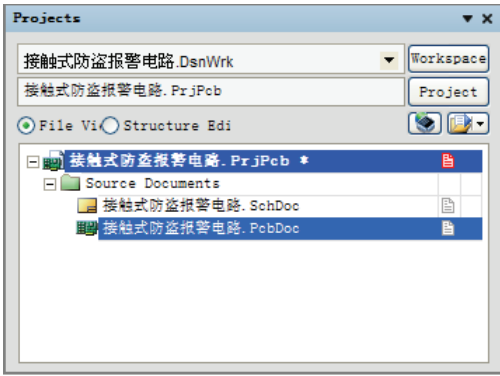 Projects
接触式防盗报警电路.DsnWrk Workspace
接触式防盗报警电路.PrjPcb Project
File Vi Structure Edi
接触式防盗报警电路.PrjPcb *
Source Documents
接触式防盗报警电路.SchDoc
接触式防盗报警电路.PcbDoc